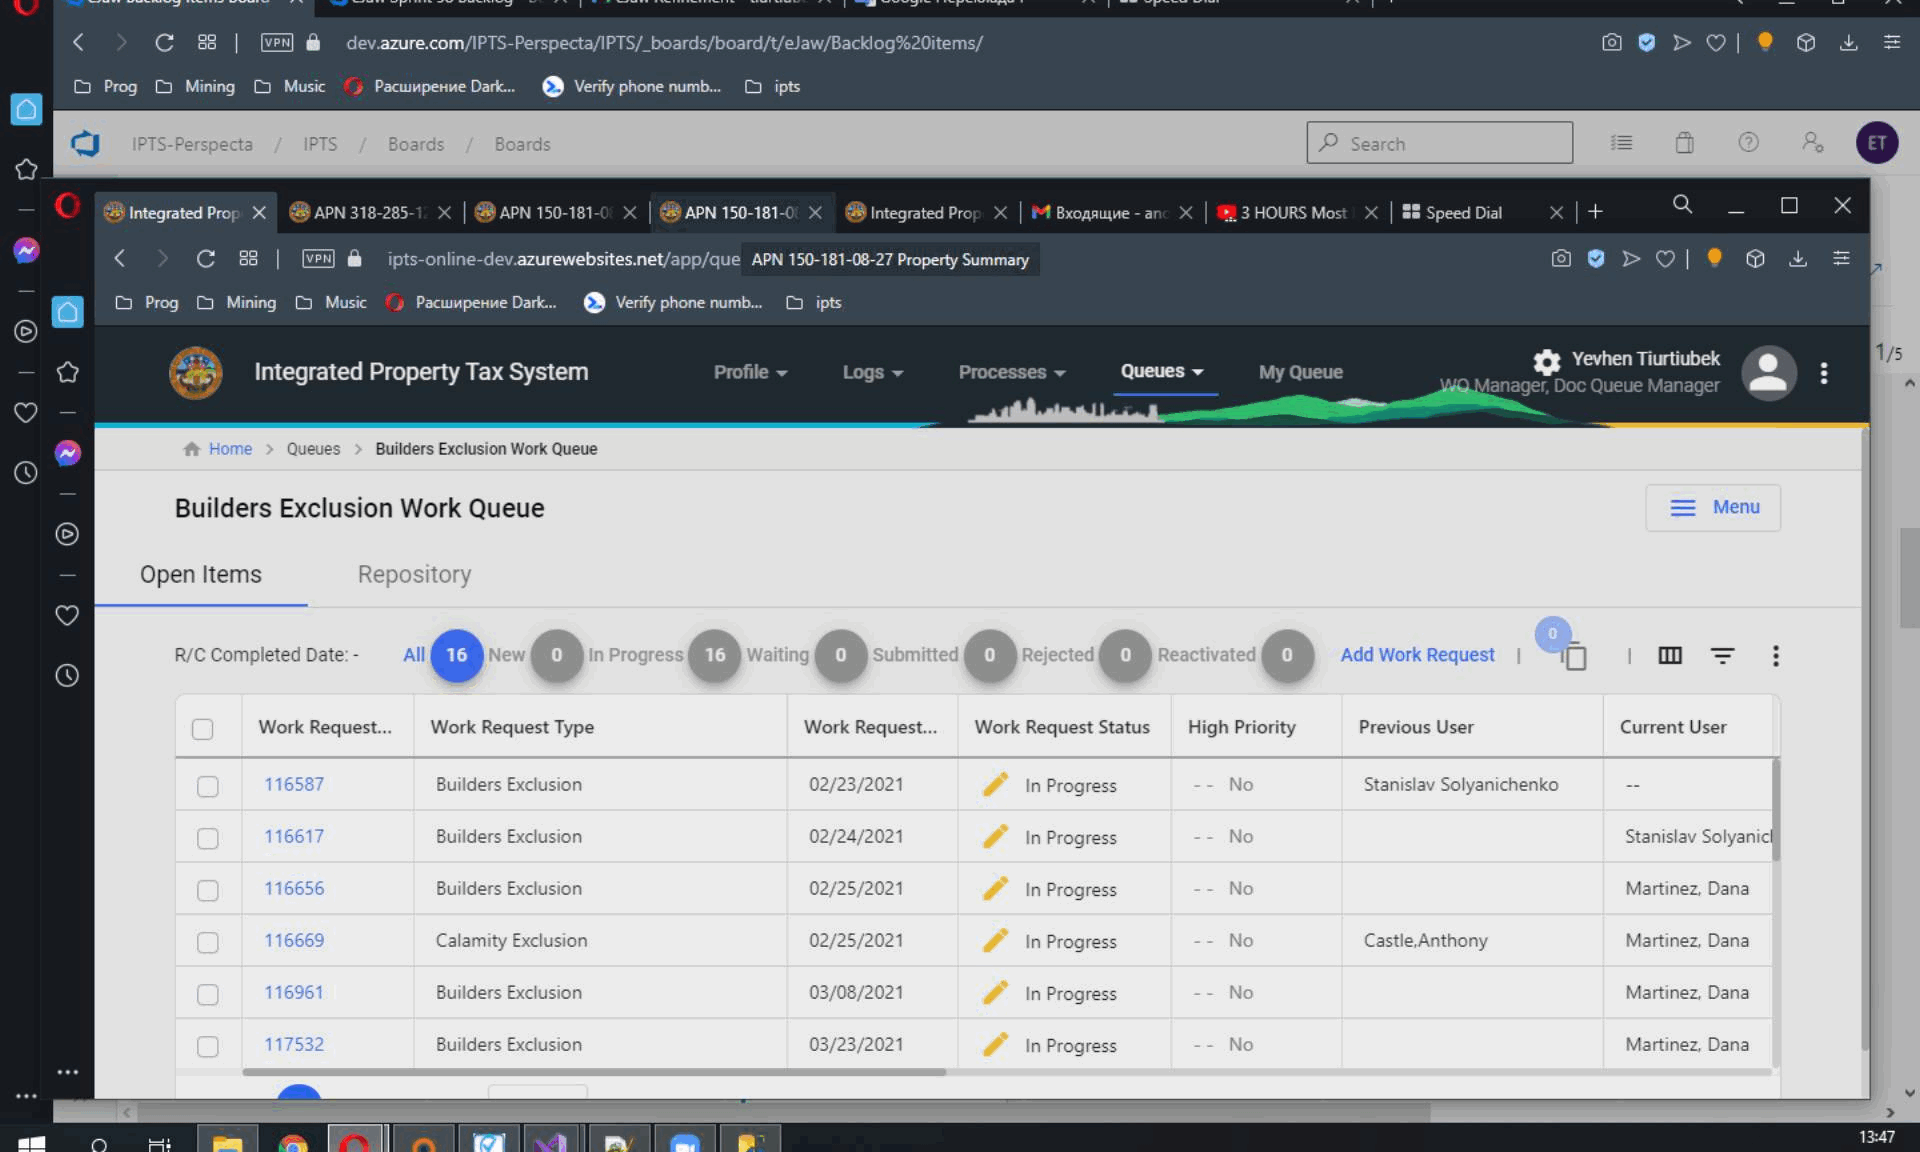 dev.azure.com/IPTS-Perspecta/IPTS/_boards/board/t/eJaw/Backlog%20items/
VPN
Prog Mining Music Расширение Dark... Verify phone numb... ipts
IPTS-Perspecta / IPTS / Boards / Boards
Search
ET
Integrated Prop APN 318-285-1 APN 150-181-0 APN 150-181-0 Integrated Prop Входящие - anc 3 HOURS Most Speed Dial
VPN ipts-online-dev.azurewebsites.net/app/que
APN 150-181-08-27 Property Summary
Prog Mining Music Расширение Dark... Verify phone numb... ipts
1/5
Integrated Property Tax System Profile Logs Processes Queues My Queue
Yevhen Tiurtiubek
WQ Manager, Doc Queue Manager
Home > Queues > Builders Exclusion Work Queue
Builders Exclusion Work Queue
Menu
Open Items Repository
R/C Completed Date: - All 16 New 0 In Progress 16 Waiting 0 Submitted 0 Rejected 0 Reactivated 0 Add Work Request | 0 |
Work Request... Work Request Type Work Request... Work Request Status High Priority Previous User Current User
116587 Builders Exclusion 02/23/2021 In Progress -- No Stanislav Solyanichenko --
116617 Builders Exclusion 02/24/2021 In Progress -- No Stanislav Solyanicl
116656 Builders Exclusion 02/25/2021 In Progress -- No Martinez, Dana
116669 Calamity Exclusion 02/25/2021 In Progress -- No Castle,Anthony Martinez, Dana
116961 Builders Exclusion 03/08/2021 In Progress -- No Martinez, Dana
117532 Builders Exclusion 03/23/2021 In Progress -- No Martinez, Dana
13:47